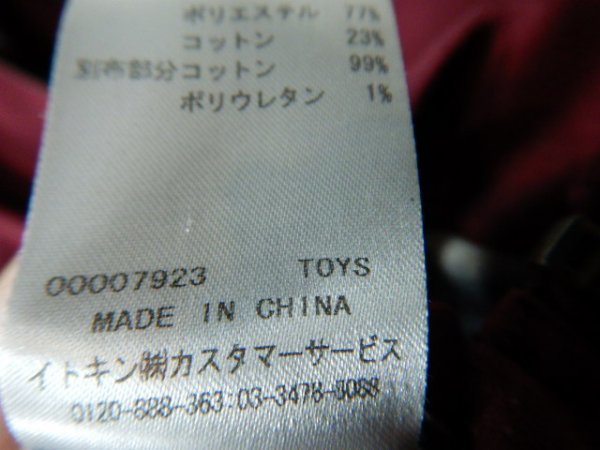 ポリエステル 77%
コットン 23%
別布部分コットン 99%
ポリウレタン 1%
00007923 TOYS
MADE IN CHINA
イトキン㈱カスタマーサービス
0120-888-363:03-3478-8088